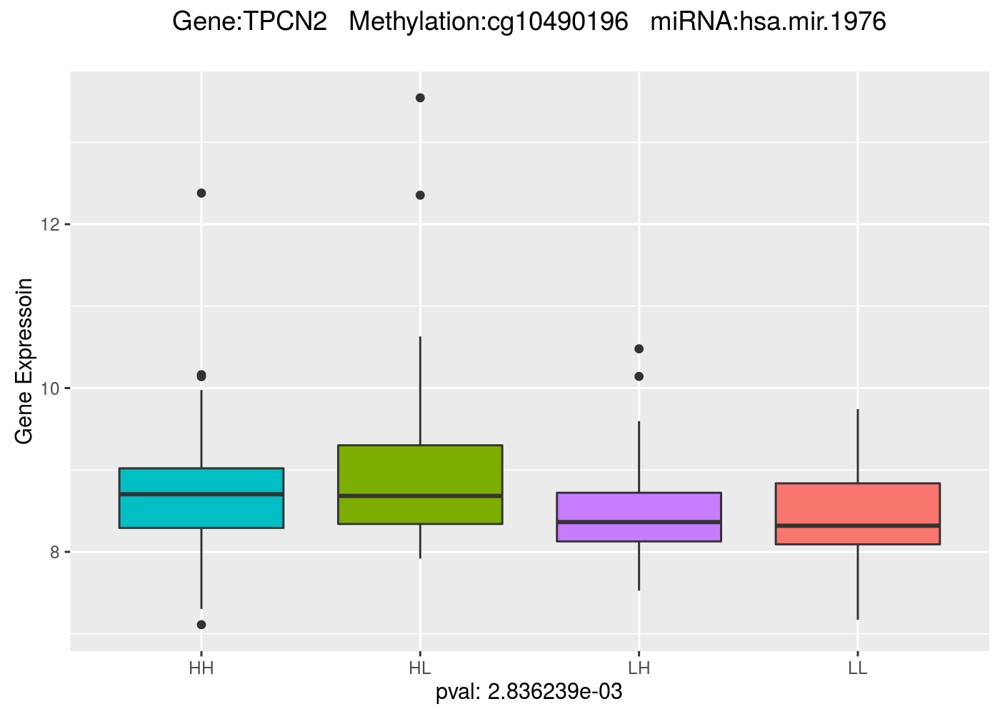 Gene:TPCN2   Methylation:cg10490196   miRNA:hsa.mir.1976
12
10
8
Gene Expressoin
HH HL LH LL
pval: 2.836239e-03